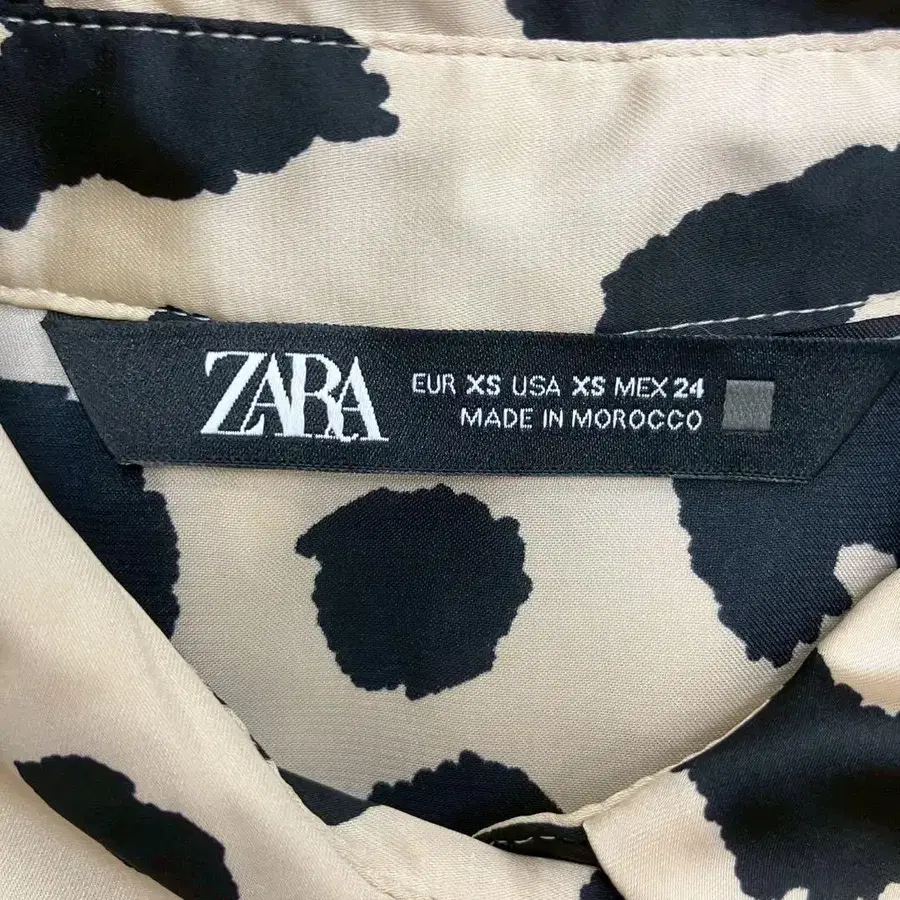 ZARA
EUR XS USA XS MEX 24
MADE IN MOROCCO